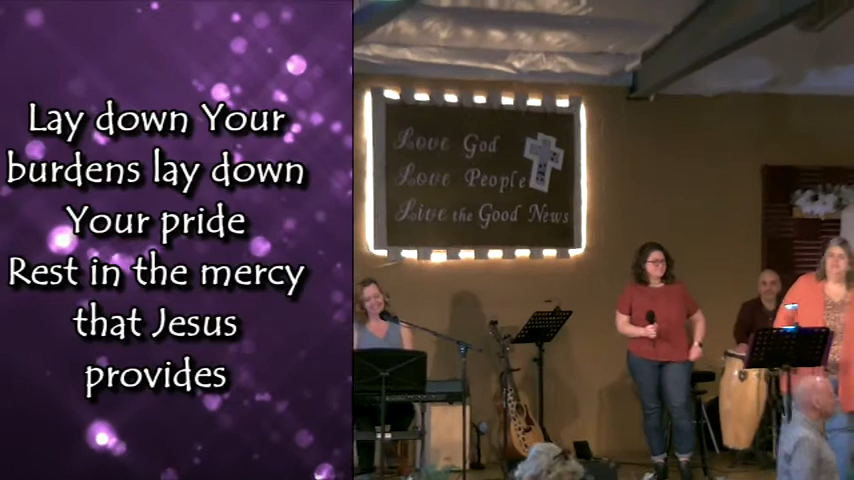 Lay down Your
burdens lay down
Your pride
Rest in the mercy
that Jesus
provides
Love God
Love People
Live the Good News